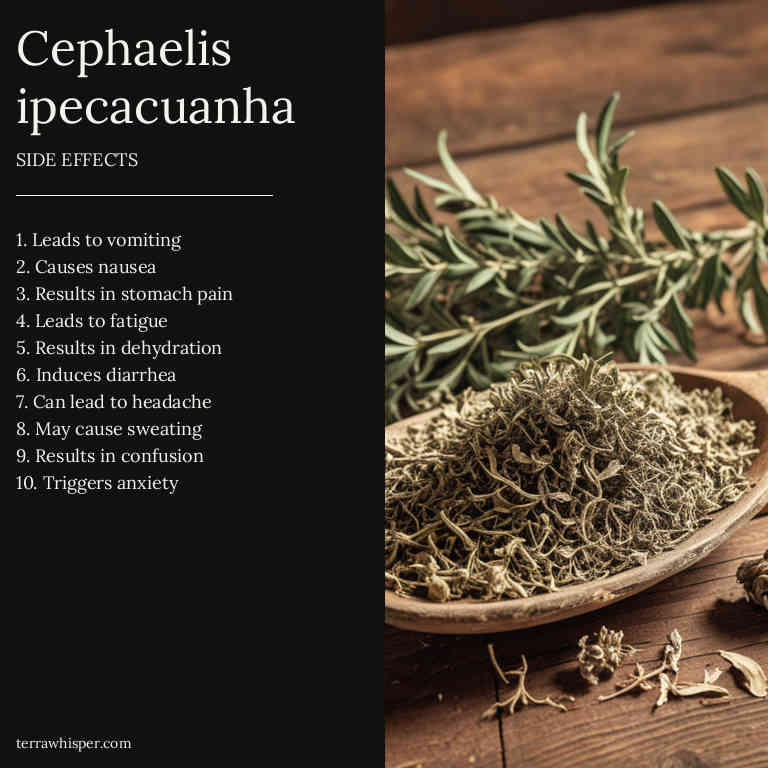 Cephaelis
ipecacuanha
SIDE EFFECTS
1. Leads to vomiting
2. Causes nausea
3. Results in stomach pain
4. Leads to fatigue
5. Results in dehydration
6. Induces diarrhea
7. Can lead to headache
8. May cause sweating
9. Results in confusion
10. Triggers anxiety
terrawhisper.com